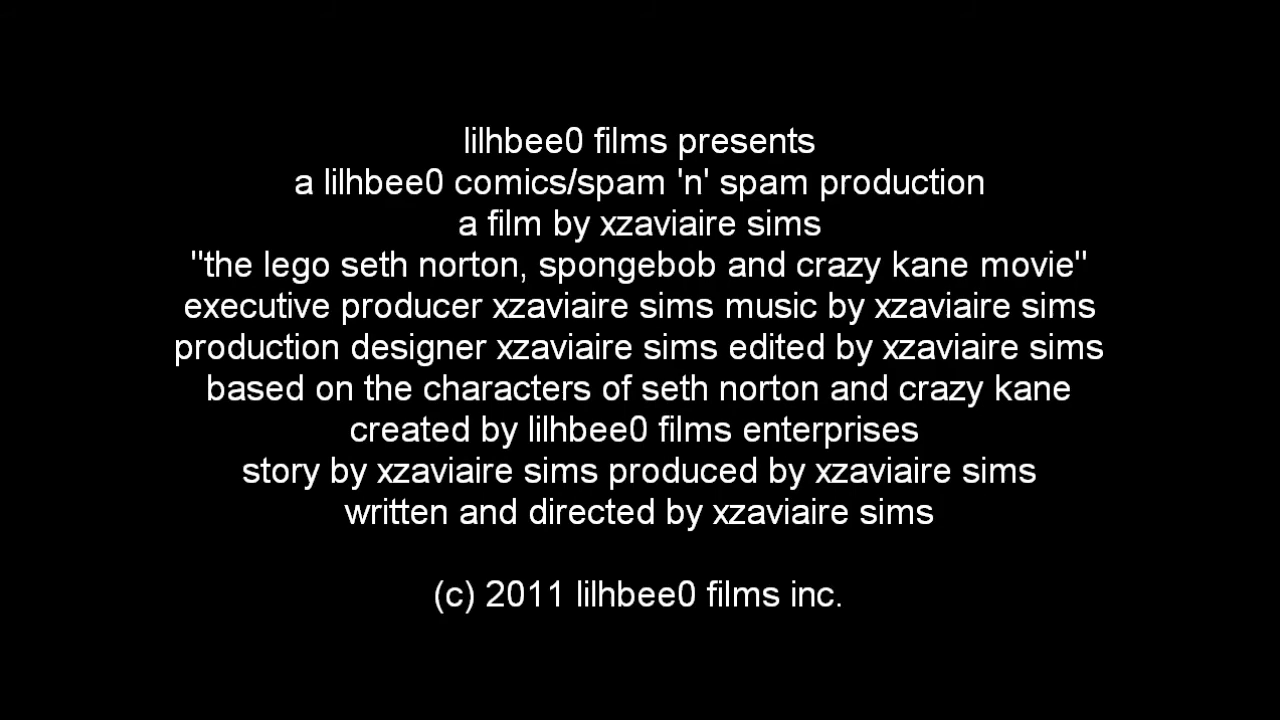 lilhbee0 films presents
a lilhbee0 comics/spam 'n' spam production
a film by xzaviaire sims
"the lego seth norton, spongebob and crazy kane movie"
executive producer xzaviaire sims music by xzaviaire sims
production designer xzaviaire sims edited by xzaviaire sims
based on the characters of seth norton and crazy kane
created by lilhbee0 films enterprises
story by xzaviaire sims produced by xzaviaire sims
written and directed by xzaviaire sims
(c) 2011 lilhbee0 films inc.